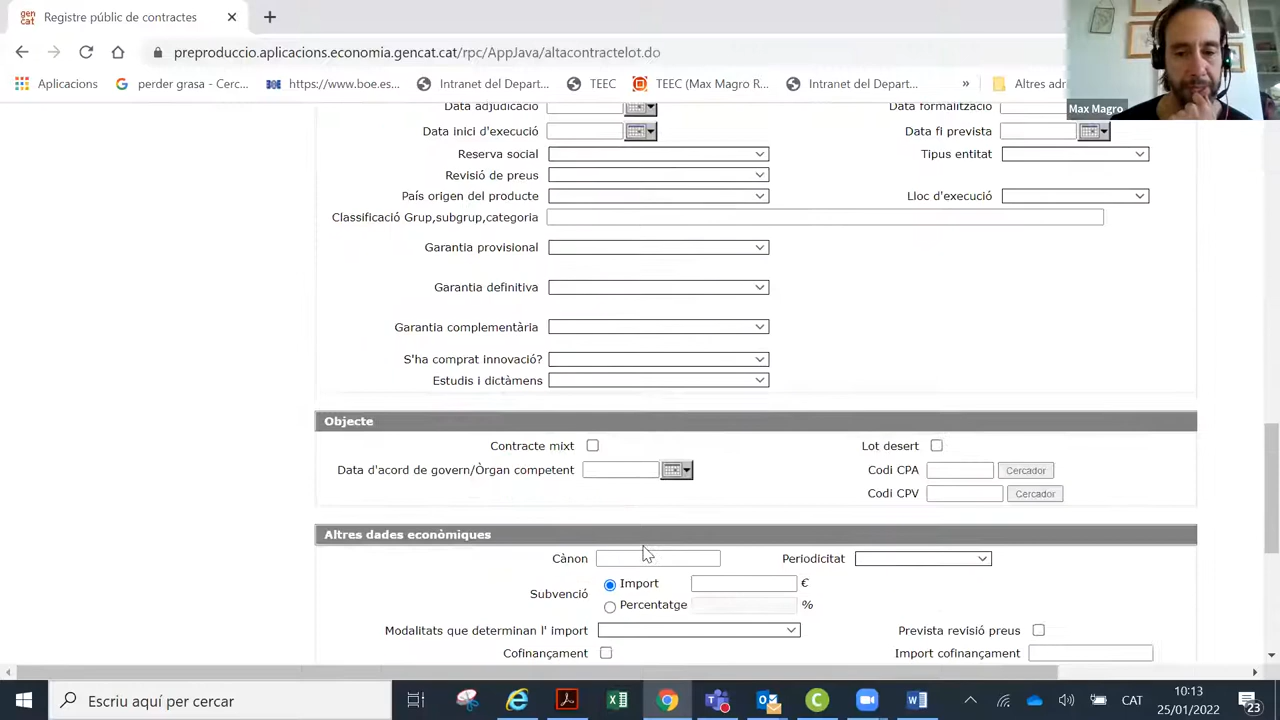 gen
cat
Registre públic de contractes
preproduccio.aplicacions.economia.gencat.cat/rpc/AppJava/altacontractelot.do
Aplicacions
perder grasa - Cerc...
https://www.boe.es...
Intranet del Depart...
TEEC
TEEC (Max Magro R...
Intranet del Depart...
»
Max Magro
Data adjudicació
Data formalització
Data inici d'execució
Data fi prevista
Reserva social
Tipus entitat
Revisió de preus
País origen del producte
Lloc d'execució
Classificació Grup,subgrup,categoria
Garantia provisional
Garantia definitiva
Garantia complementària
S'ha comprat innovació?
Estudis i dictàmens
Objecte
Contracte mixt
Lot desert
Data d'acord de govern/Òrgan competent
Codi CPA
Cercador
Codi CPV
Cercador
Altres dades econòmiques
Cànon
Periodicitat
Subvenció
Import
€
Percentatge
%
Modalitats que determinan l' import
Prevista revisió preus
Cofinançament
Import cofinançament
Escriu aquí per cercar
CAT
10:13
25/01/2022
23